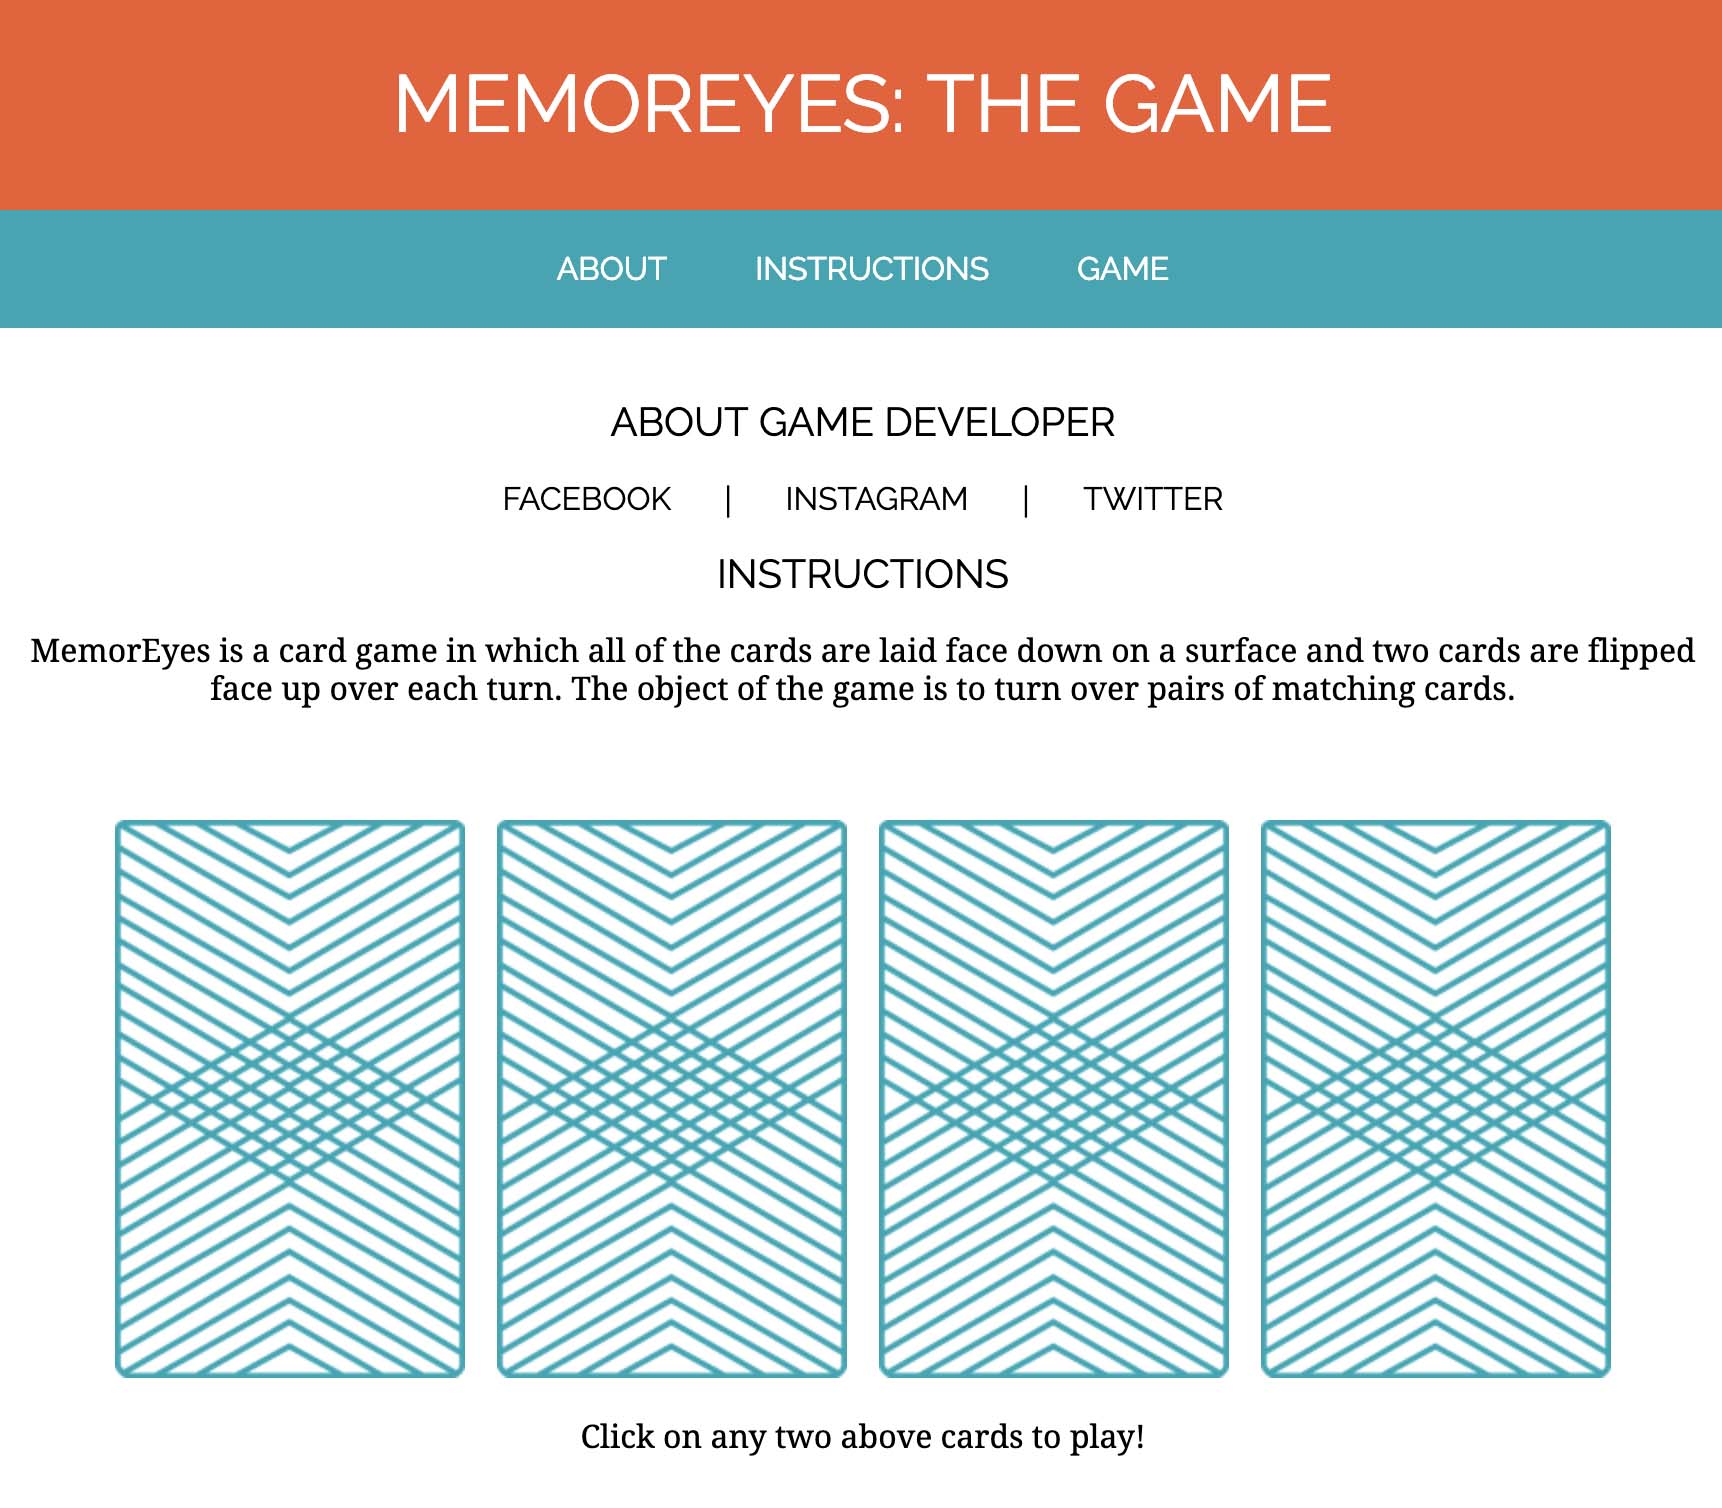 MEMOREYES: THE GAME
ABOUT INSTRUCTIONS GAME
ABOUT GAME DEVELOPER
FACEBOOK | INSTAGRAM | TWITTER
INSTRUCTIONS
MemorEyes is a card game in which all of the cards are laid face down on a surface and two cards are flipped
face up over each turn. The object of the game is to turn over pairs of matching cards.
Click on any two above cards to play!